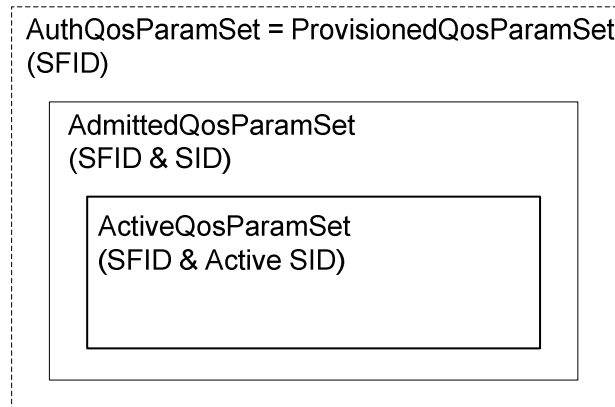 AuthQosParamSet = ProvisionedQosParamSet
(SFID)
AdmittedQosParamSet
(SFID & SID)
ActiveQosParamSet
(SFID & Active SID)